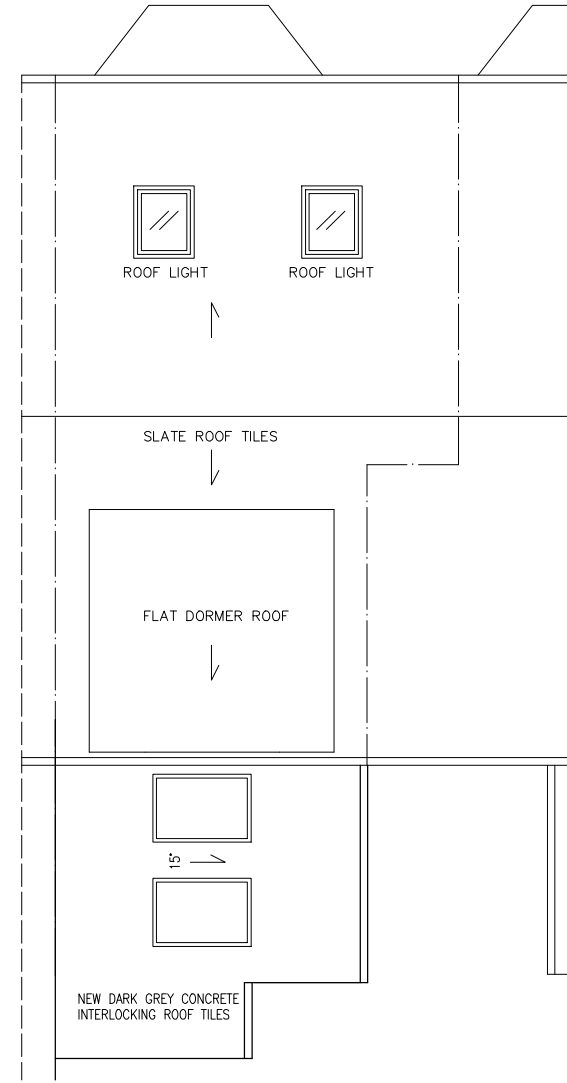 ROOF LIGHT
ROOF LIGHT
SLATE ROOF TILES
FLAT DORMER ROOF
15°
NEW DARK GREY CONCRETE
INTERLOCKING ROOF TILES